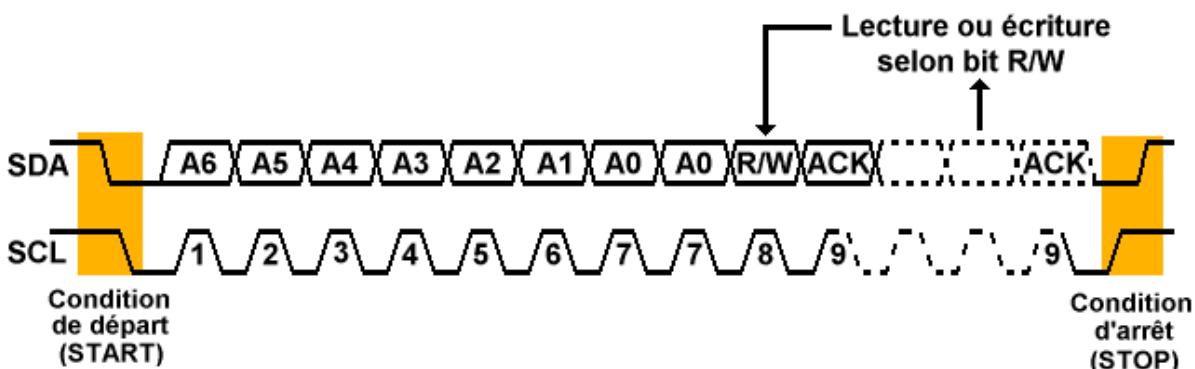 Lecture ou écriture
selon bit R/W
SDA A6 A5 A4 A3 A2 A1 A0 A0 R/W ACK ACK
SCL 1 2 3 4 5 6 7 7 8 9 9
Condition
de départ
(START)
Condition
d'arrêt
(STOP)